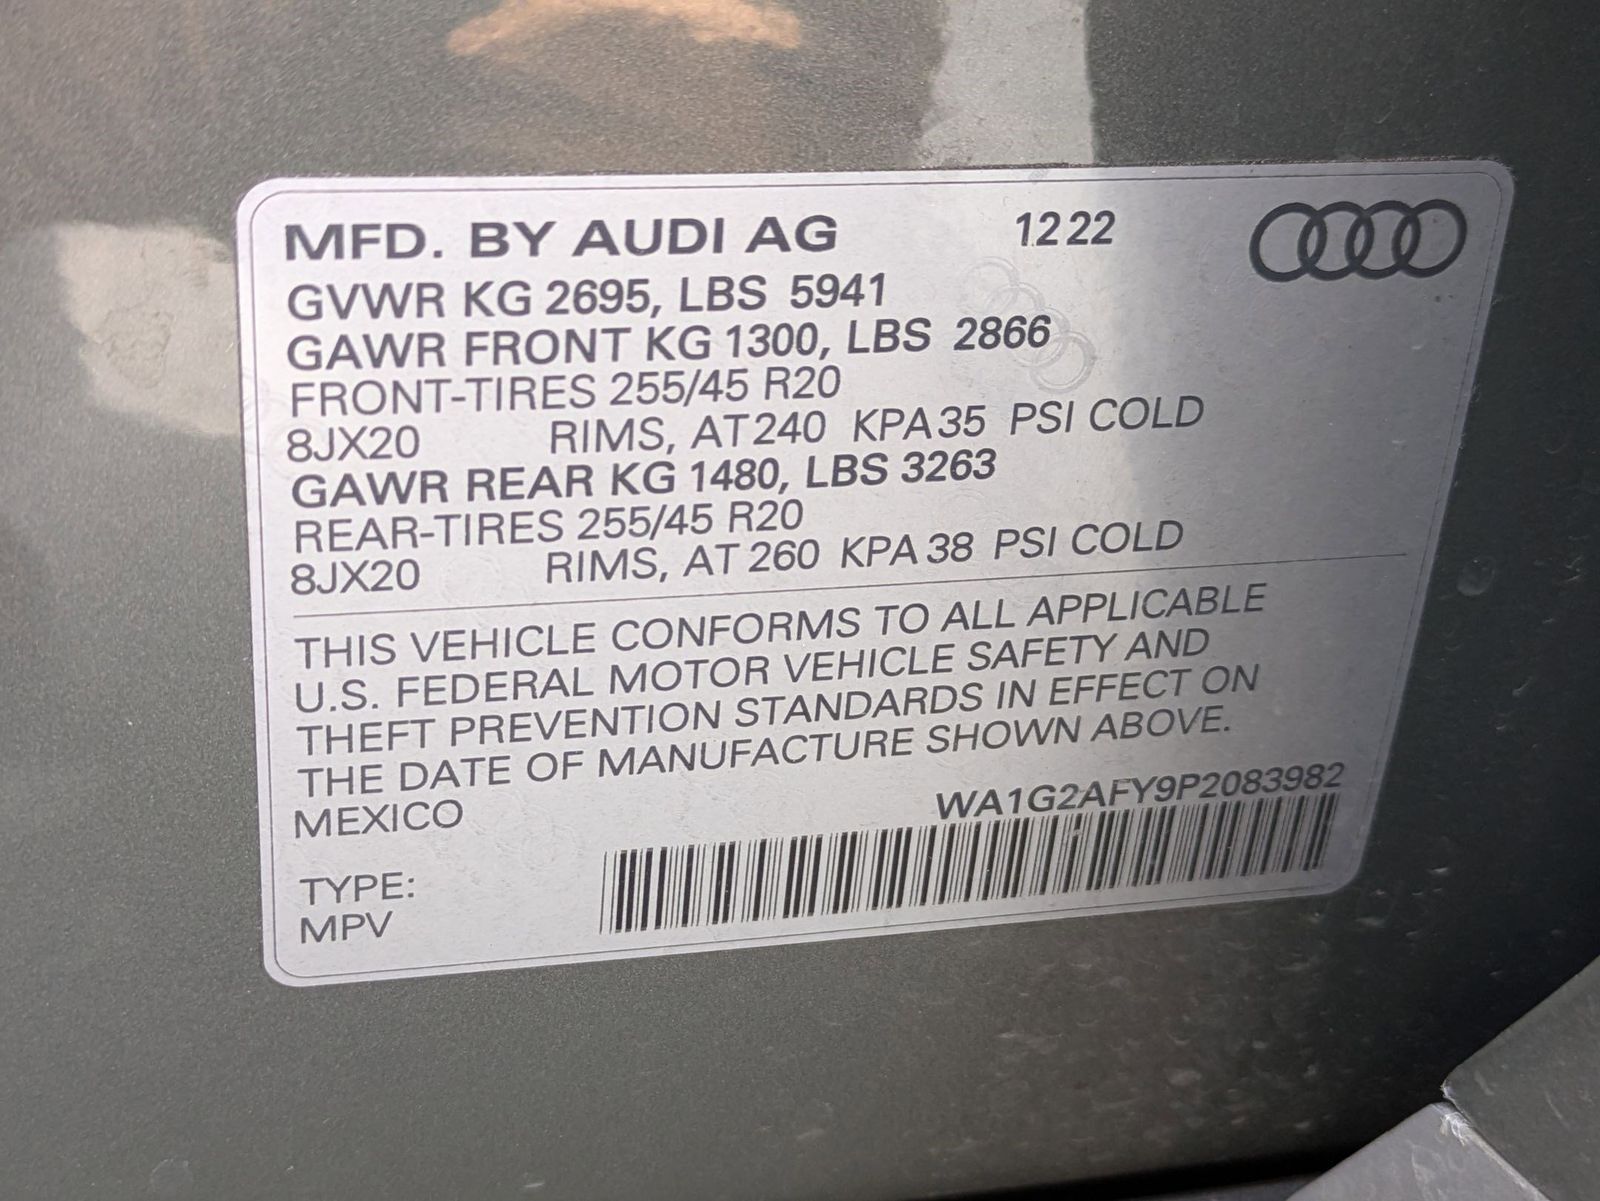 MFD. BY AUDI AG 12 22
GVWR KG 2695, LBS 5941
GAWR FRONT KG 1300, LBS 2866
FRONT-TIRES 255/45 R20
8JX20 RIMS, AT 240 KPA 35 PSI COLD
GAWR REAR KG 1480, LBS 3263
REAR-TIRES 255/45 R20
8JX20 RIMS, AT 260 KPA 38 PSI COLD
THIS VEHICLE CONFORMS TO ALL APPLICABLE
U.S. FEDERAL MOTOR VEHICLE SAFETY AND
THEFT PREVENTION STANDARDS IN EFFECT ON
THE DATE OF MANUFACTURE SHOWN ABOVE.
MEXICO
WA1G2AFY9P2083982
TYPE:
MPV